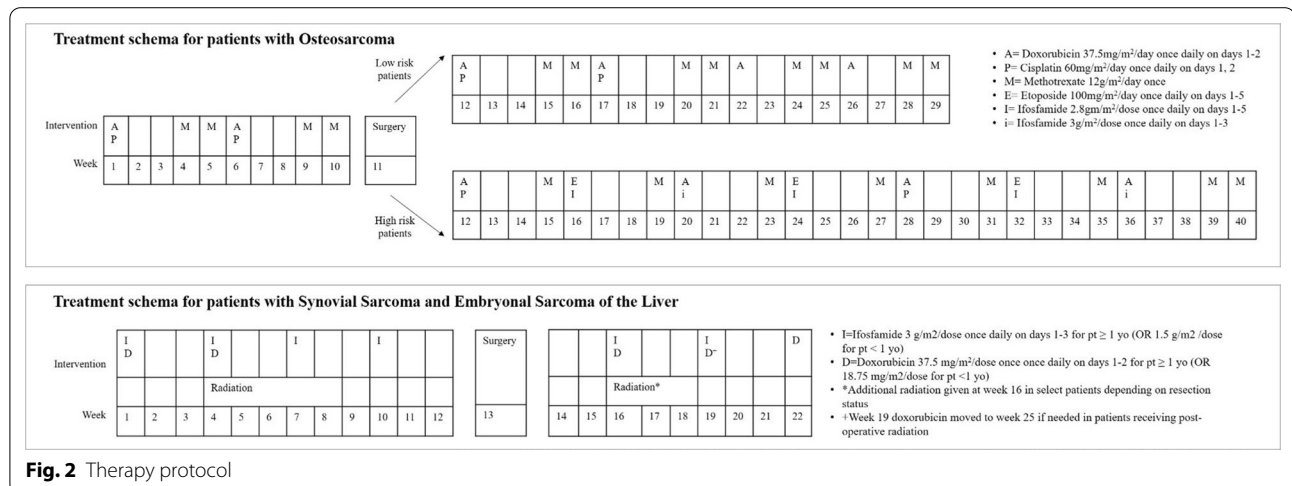 Treatment schema for patients with Osteosarcoma
Low risk
patients
A M M A M M A M M A M M
P P
12 13 14 15 16 17 18 19 20 21 22 23 24 25 26 27 28 29
• A= Doxorubicin 37.5mg/m²/day once daily on days 1-2
• P= Cisplatin 60mg/m²/day once daily on days 1, 2
• M= Methotrexate 12g/m²/day once
• E= Etoposide 100mg/m²/day once daily on days 1-5
• I= Ifosfamide 2.8gm/m²/dose once daily on days 1-5
• i= Ifosfamide 3g/m²/dose once daily on days 1-3
Intervention A M M A M M Surgery
P P
Week 1 2 3 4 5 6 7 8 9 10 11
High risk
patients
A M E M A M E M A M E M A M M
P I i I P I i
12 13 14 15 16 17 18 19 20 21 22 23 24 25 26 27 28 29 30 31 32 33 34 35 36 37 38 39 40
Treatment schema for patients with Synovial Sarcoma and Embryonal Sarcoma of the Liver
Intervention I I I I Surgery I I D
D D D D⁻
Radiation Radiation*
Week 1 2 3 4 5 6 7 8 9 10 11 12 13 14 15 16 17 18 19 20 21 22
• I=Ifosfamide 3 g/m2/dose once daily on days 1-3 for pt ≥ 1 yo (OR 1.5 g/m2 /dose
for pt < 1 yo)
• D=Doxorubicin 37.5 mg/m²/dose once once daily on days 1-2 for pt ≥ 1 yo (OR
18.75 mg/m2/dose for pt <1 yo)
• *Additional radiation given at week 16 in select patients depending on resection
status
• +Week 19 doxorubicin moved to week 25 if needed in patients receiving post-
operative radiation
Fig. 2 Therapy protocol